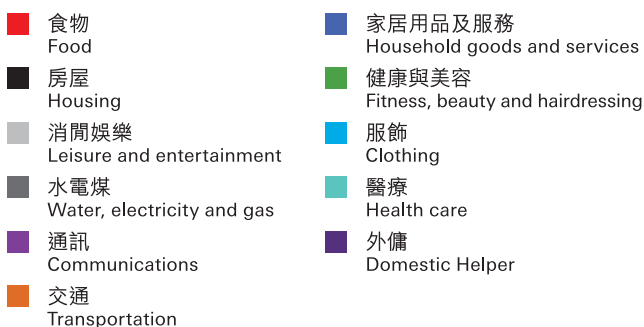 食物
Food
房屋
Housing
消閒娛樂
Leisure and entertainment
水電煤
Water, electricity and gas
通訊
Communications
交通
Transportation
家居用品及服務
Household goods and services
健康與美容
Fitness, beauty and hairdressing
服飾
Clothing
醫療
Health care
外傭
Domestic Helper